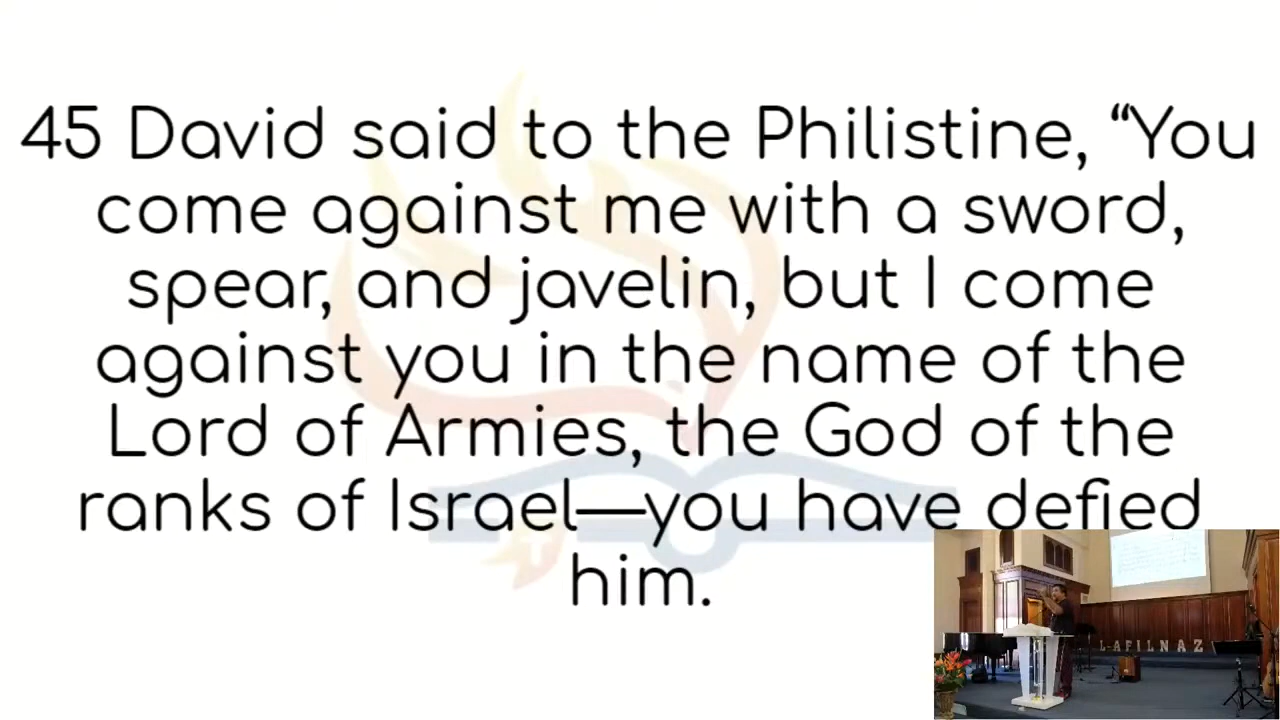 45 David said to the Philistine, “You
come against me with a sword,
spear, and javelin, but I come
against you in the name of the
Lord of Armies, the God of the
ranks of Israel—you have defied
him.
LAFILNAZ